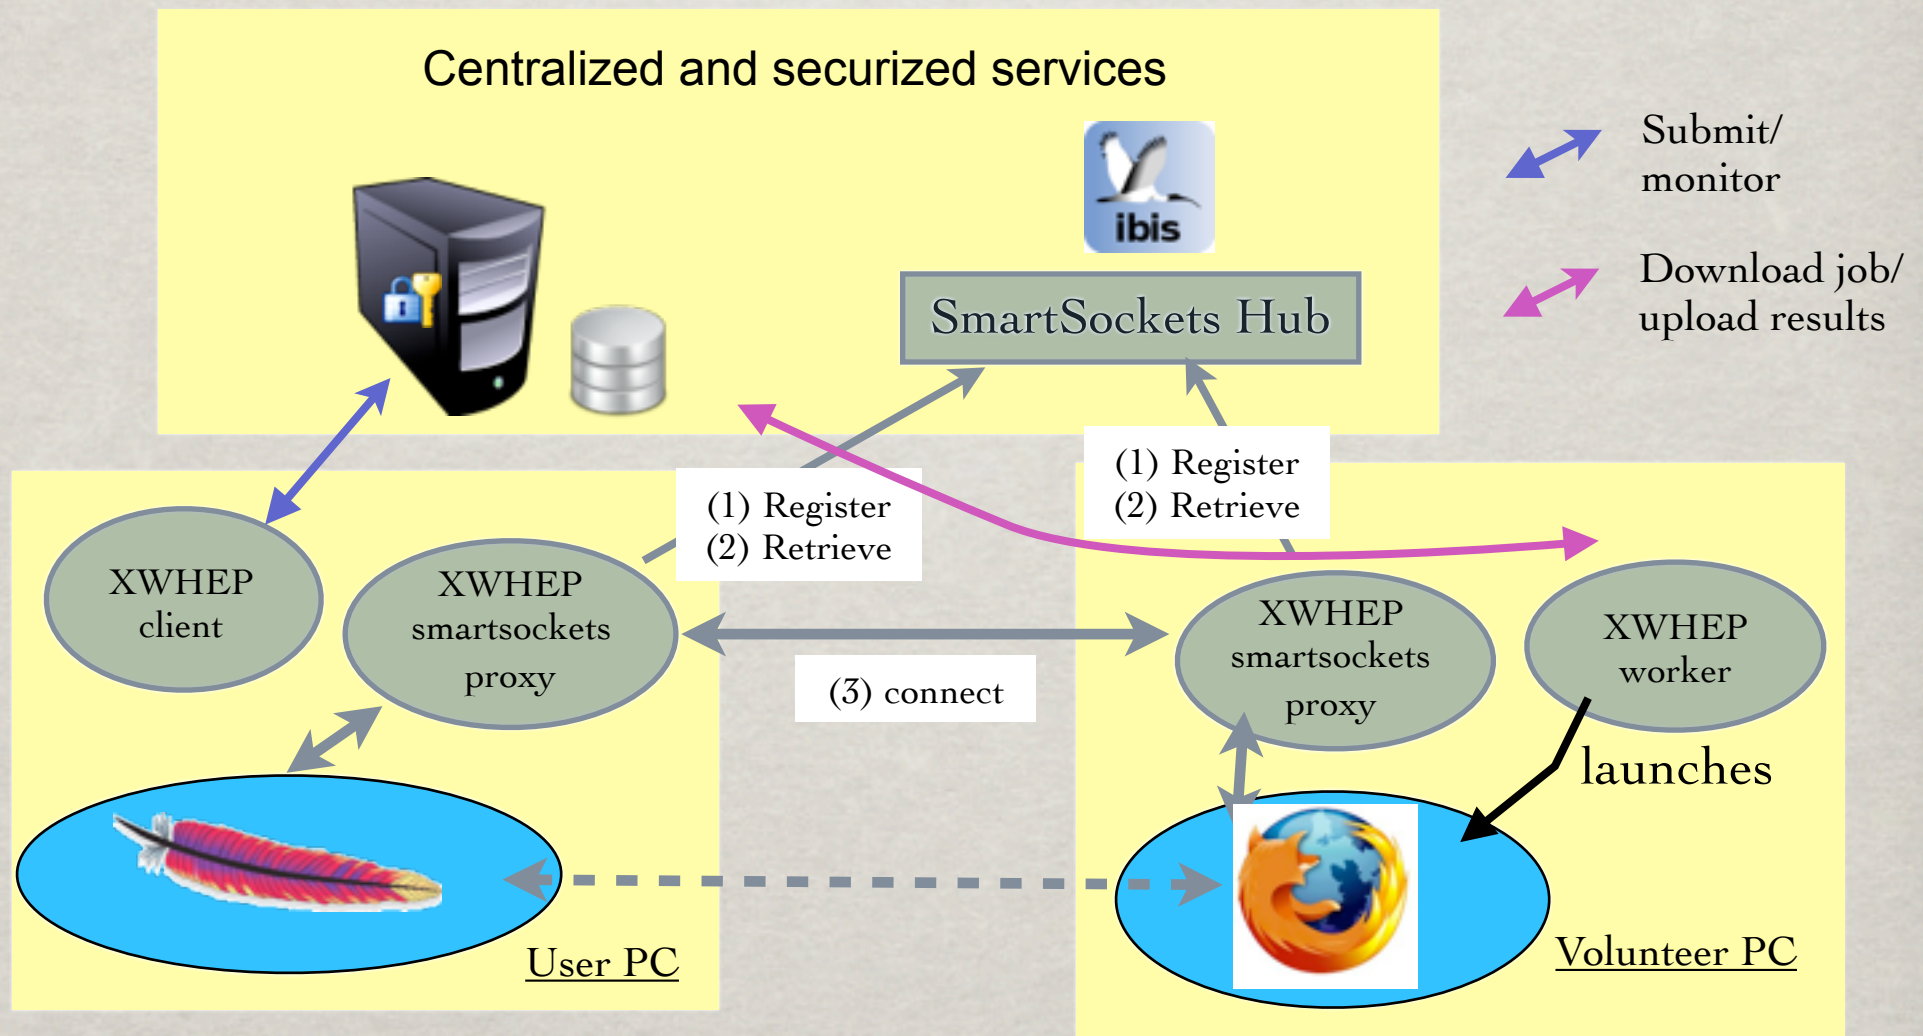 Centralized and securized services
ibis
SmartSockets Hub
Submit/
monitor
Download job/
upload results
(1) Register
(2) Retrieve
(1) Register
(2) Retrieve
XWHEP
client
XWHEP
smartsockets
proxy
(3) connect
XWHEP
smartsockets
proxy
XWHEP
worker
launches
User PC
Volunteer PC